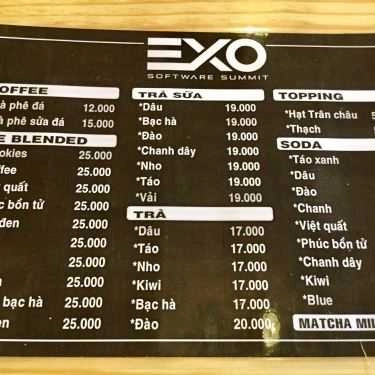 EXO
SOFTWARE SUMMIT
OFFEE
à phê đá 12.000
à phê sữa đá 15.000
E BLENDED
okies 25.000
ffee 25.000
t quất 25.000
c bồn tử 25.000
đen 25.000
25.000
25.000
bạc hà 25.000
en 25.000
TRÀ SỮA
*Dâu 19.000
*Bạc hà 19.000
*Đào 19.000
*Chanh dây 19.000
*Nho 19.000
*Táo 19.000
*Vải 19.000
TRÀ
*Dâu 17.000
*Táo 17.000
*Nho 17.000
*Kiwi 17.000
*Bạc hà 17.000
*Đào 20.000
TOPPING
*Hạt Trân châu
*Thạch
SODA
*Táo xanh
*Dâu
*Đào
*Chanh
*Việt quất
*Phúc bồn tử
*Chanh dây
*Kiwi
*Blue
MATCHA MIL